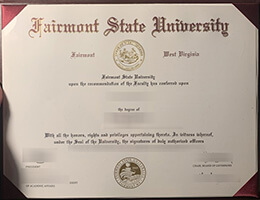 Fairmont State University
Fairmont West Virginia
Fairmont State University
upon the recommendation of the Faculty has conferred upon
the degree of
With all the honors, rights and privileges appertaining thereto. In witness whereof,
under the Seal of the University, the signatures of duly authorized officers